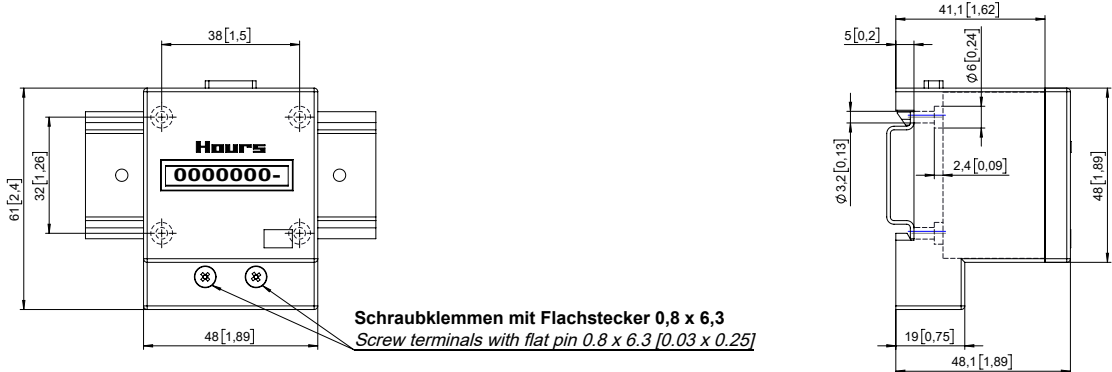 38[1,5]
61[2,4]
32[1,26]
Hours
0000000-
48[1,89]
Schraubklemmen mit Flachstecker 0,8 x 6,3
Screw terminals with flat pin 0.8 x 6.3 [0.03 x 0.25]
41,1[1,62]
5[0,2]
Ø6[0,24]
Ø3,2[0,13]
2,4[0,09]
48[1,89]
19[0,75]
48,1[1,89]